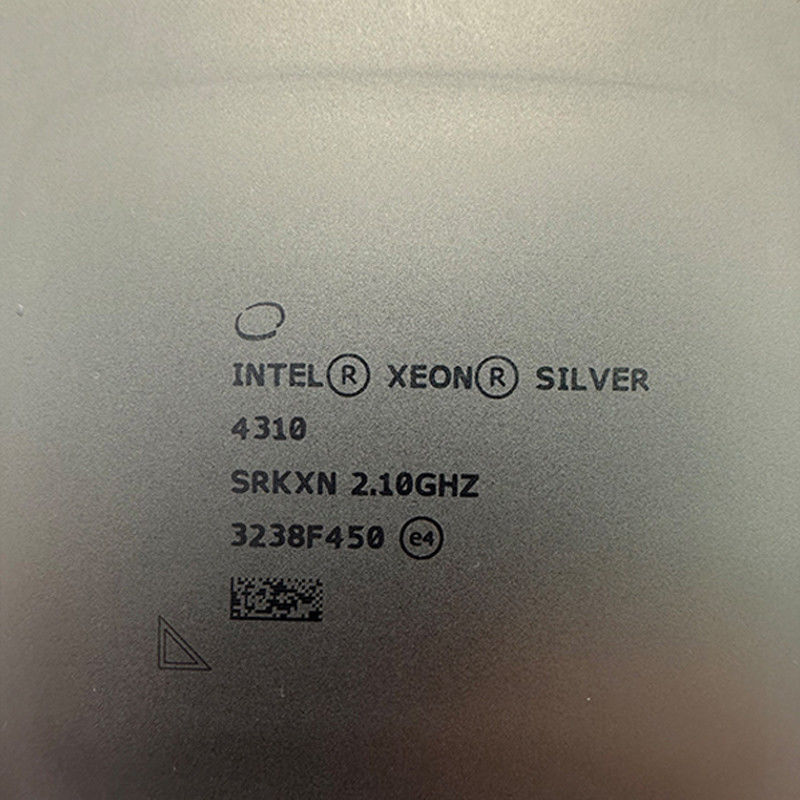 INTEL® XEON® SILVER
4310
SRKXN 2.10GHZ
3238F450 e4